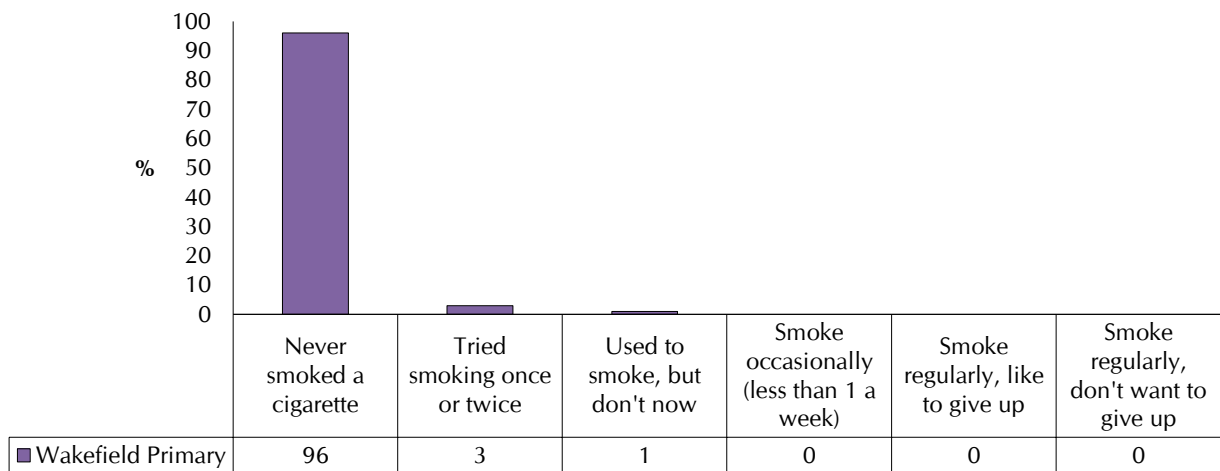 100
90
80
70
60
50
40
30
20
10
0
%
Never
smoked a
cigarette
Tried
smoking once
or twice
Used to
smoke, but
don't now
Smoke
occasionally
(less than 1 a
week)
Smoke
regularly, like
to give up
Smoke
regularly,
don't want to
give up
Wakefield Primary 96 3 1 0 0 0